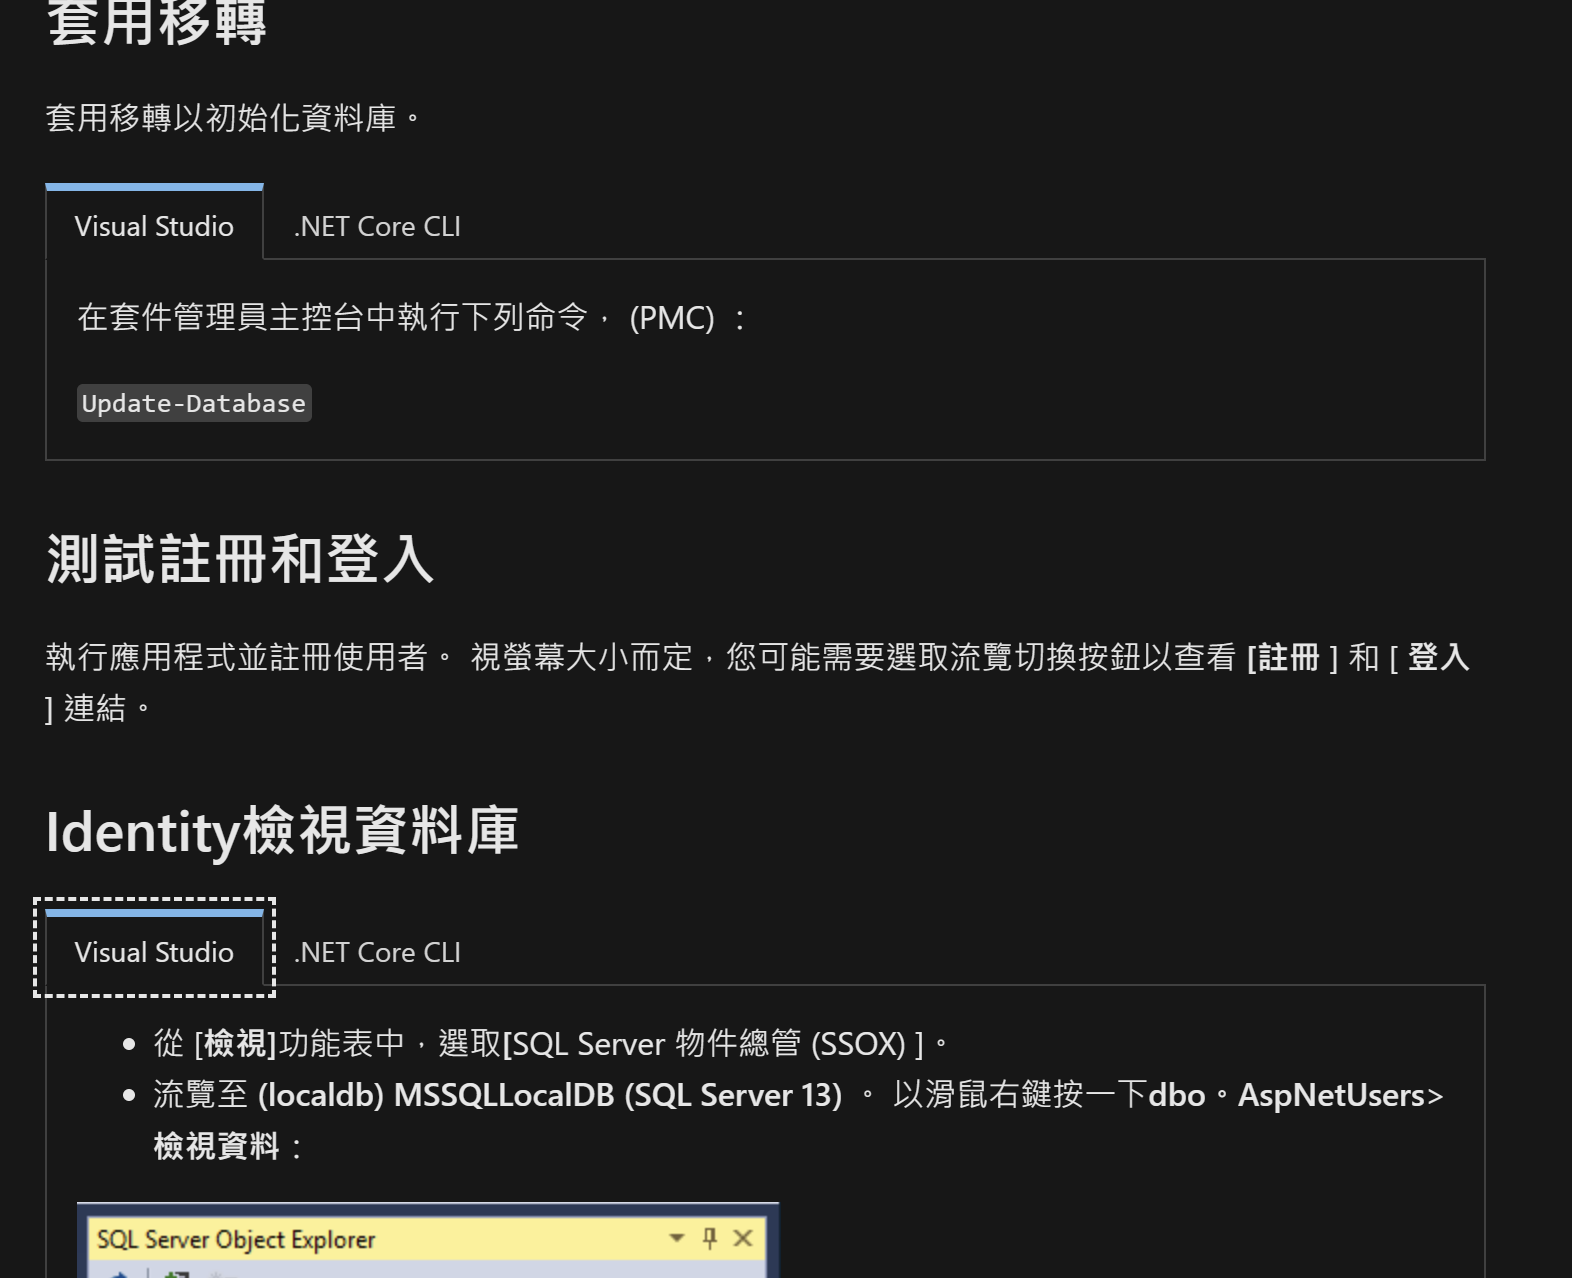 套用移轉
套用移轉以初始化資料庫。
Visual Studio
.NET Core CLI
在套件管理員主控台中執行下列命令， (PMC) ：
Update-Database
測試註冊和登入
執行應用程式並註冊使用者。 視螢幕大小而定，您可能需要選取流覽切換按鈕以查看 [註冊 ] 和 [ 登入
] 連結。
Identity檢視資料庫
Visual Studio
.NET Core CLI
從 [檢視]功能表中，選取[SQL Server 物件總管 (SSOX) ]。
流覽至 (localdb) MSSQLLocalDB (SQL Server 13) 。 以滑鼠右鍵按一下dbo。AspNetUsers>
檢視資料：
SQL Server Object Explorer